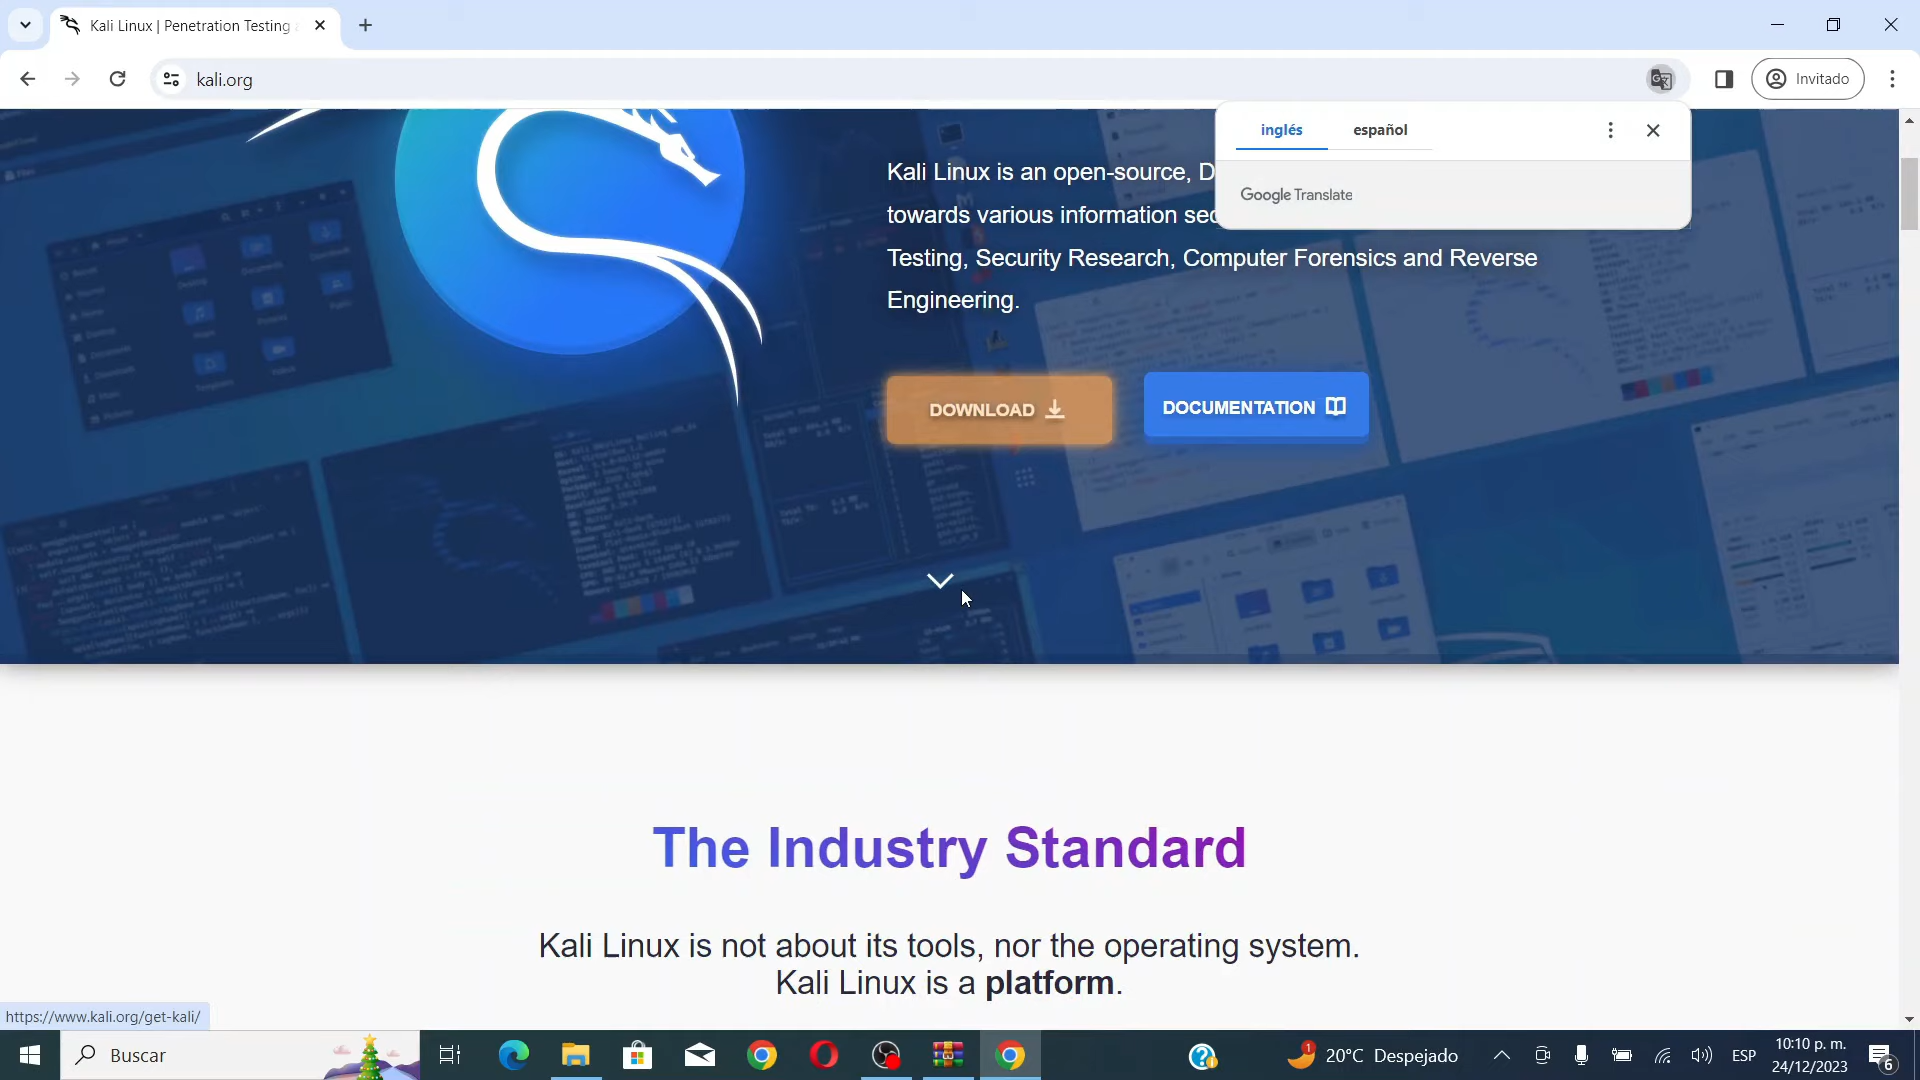 Kali Linux | Penetration Testing a
kali.org
Invitado
inglés
español
Google Translate
Kali Linux is an open-source, D
towards various information sec
Testing, Security Research, Computer Forensics and Reverse
Engineering.
DOWNLOAD
DOCUMENTATION
The Industry Standard
Kali Linux is not about its tools, nor the operating system.
Kali Linux is a platform.
https://www.kali.org/get-kali/
Buscar
1
20°C Despejado
ESP
10:10 p. m.
24/12/2023
6